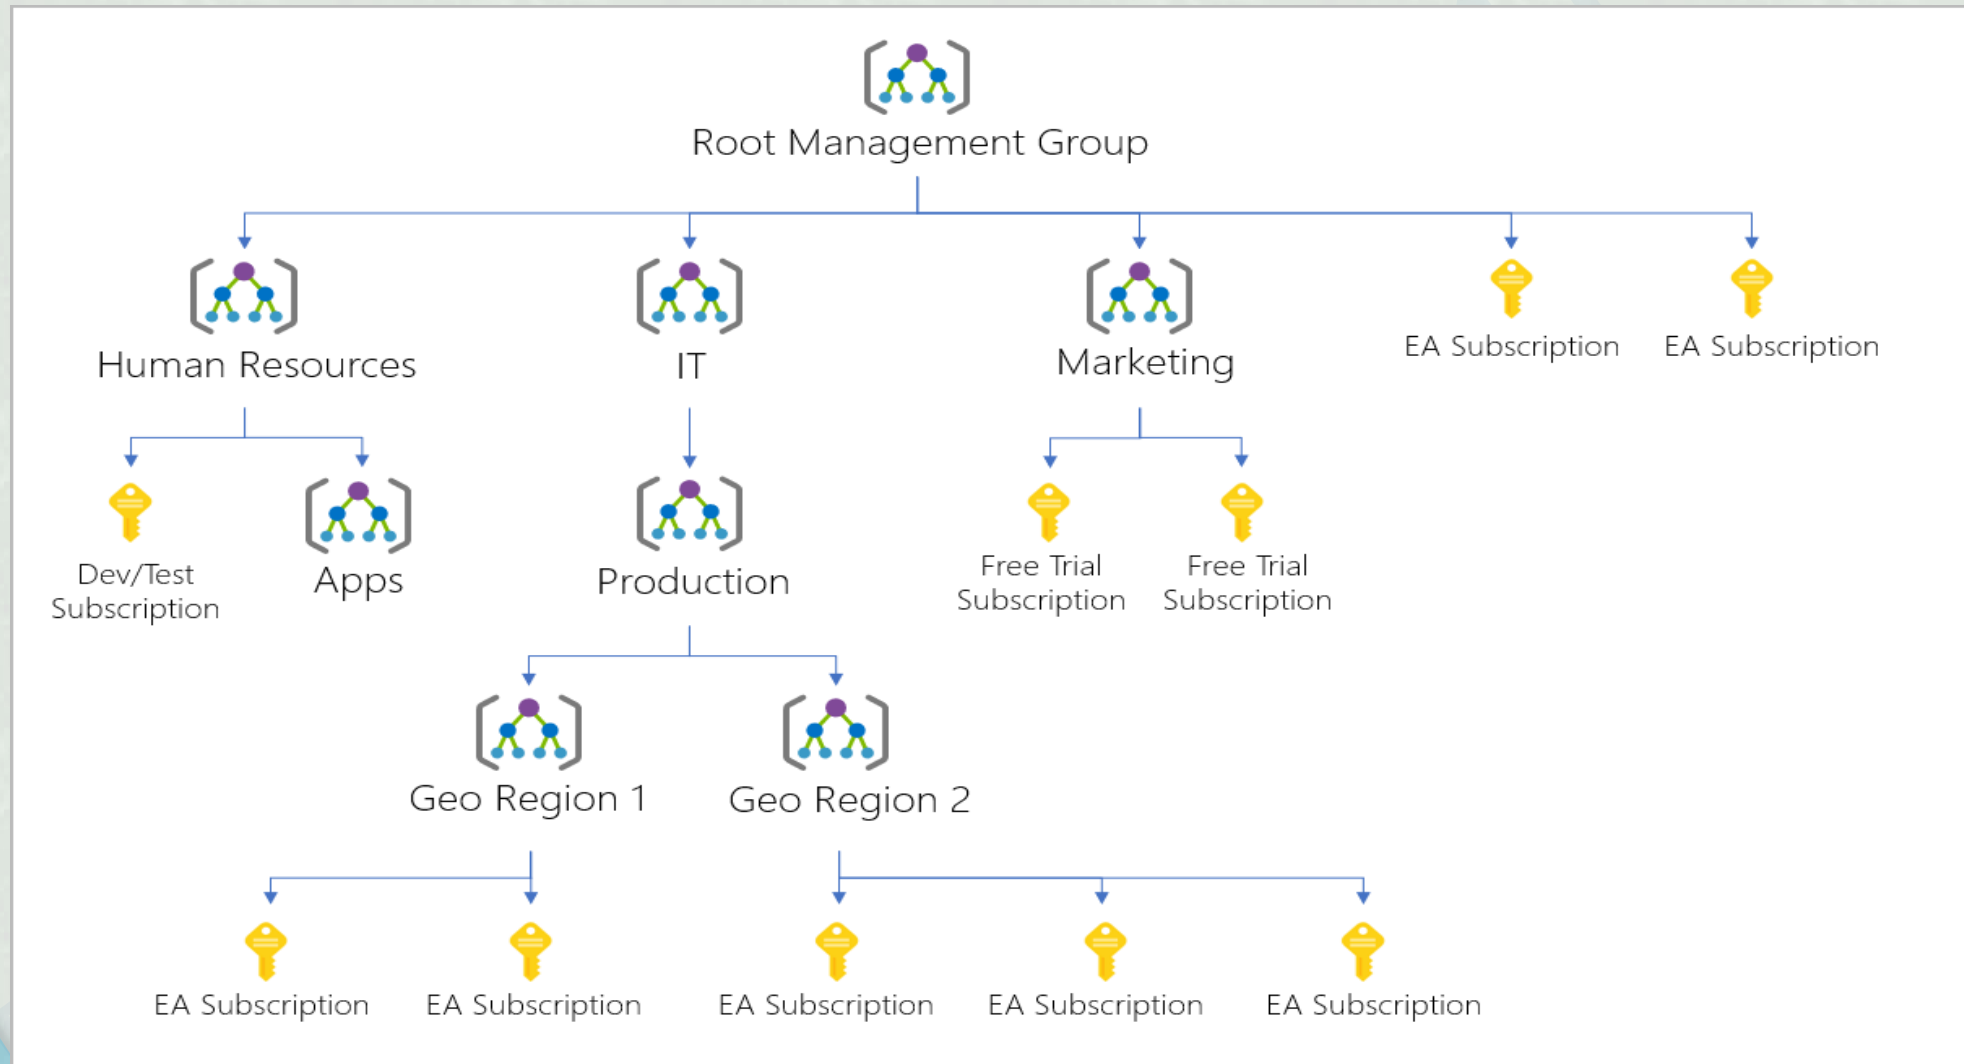 Root Management Group
Human Resources
IT
Marketing
EA Subscription
EA Subscription
Dev/Test
Subscription
Apps
Production
Free Trial
Subscription
Free Trial
Subscription
Geo Region 1
Geo Region 2
EA Subscription
EA Subscription
EA Subscription
EA Subscription
EA Subscription